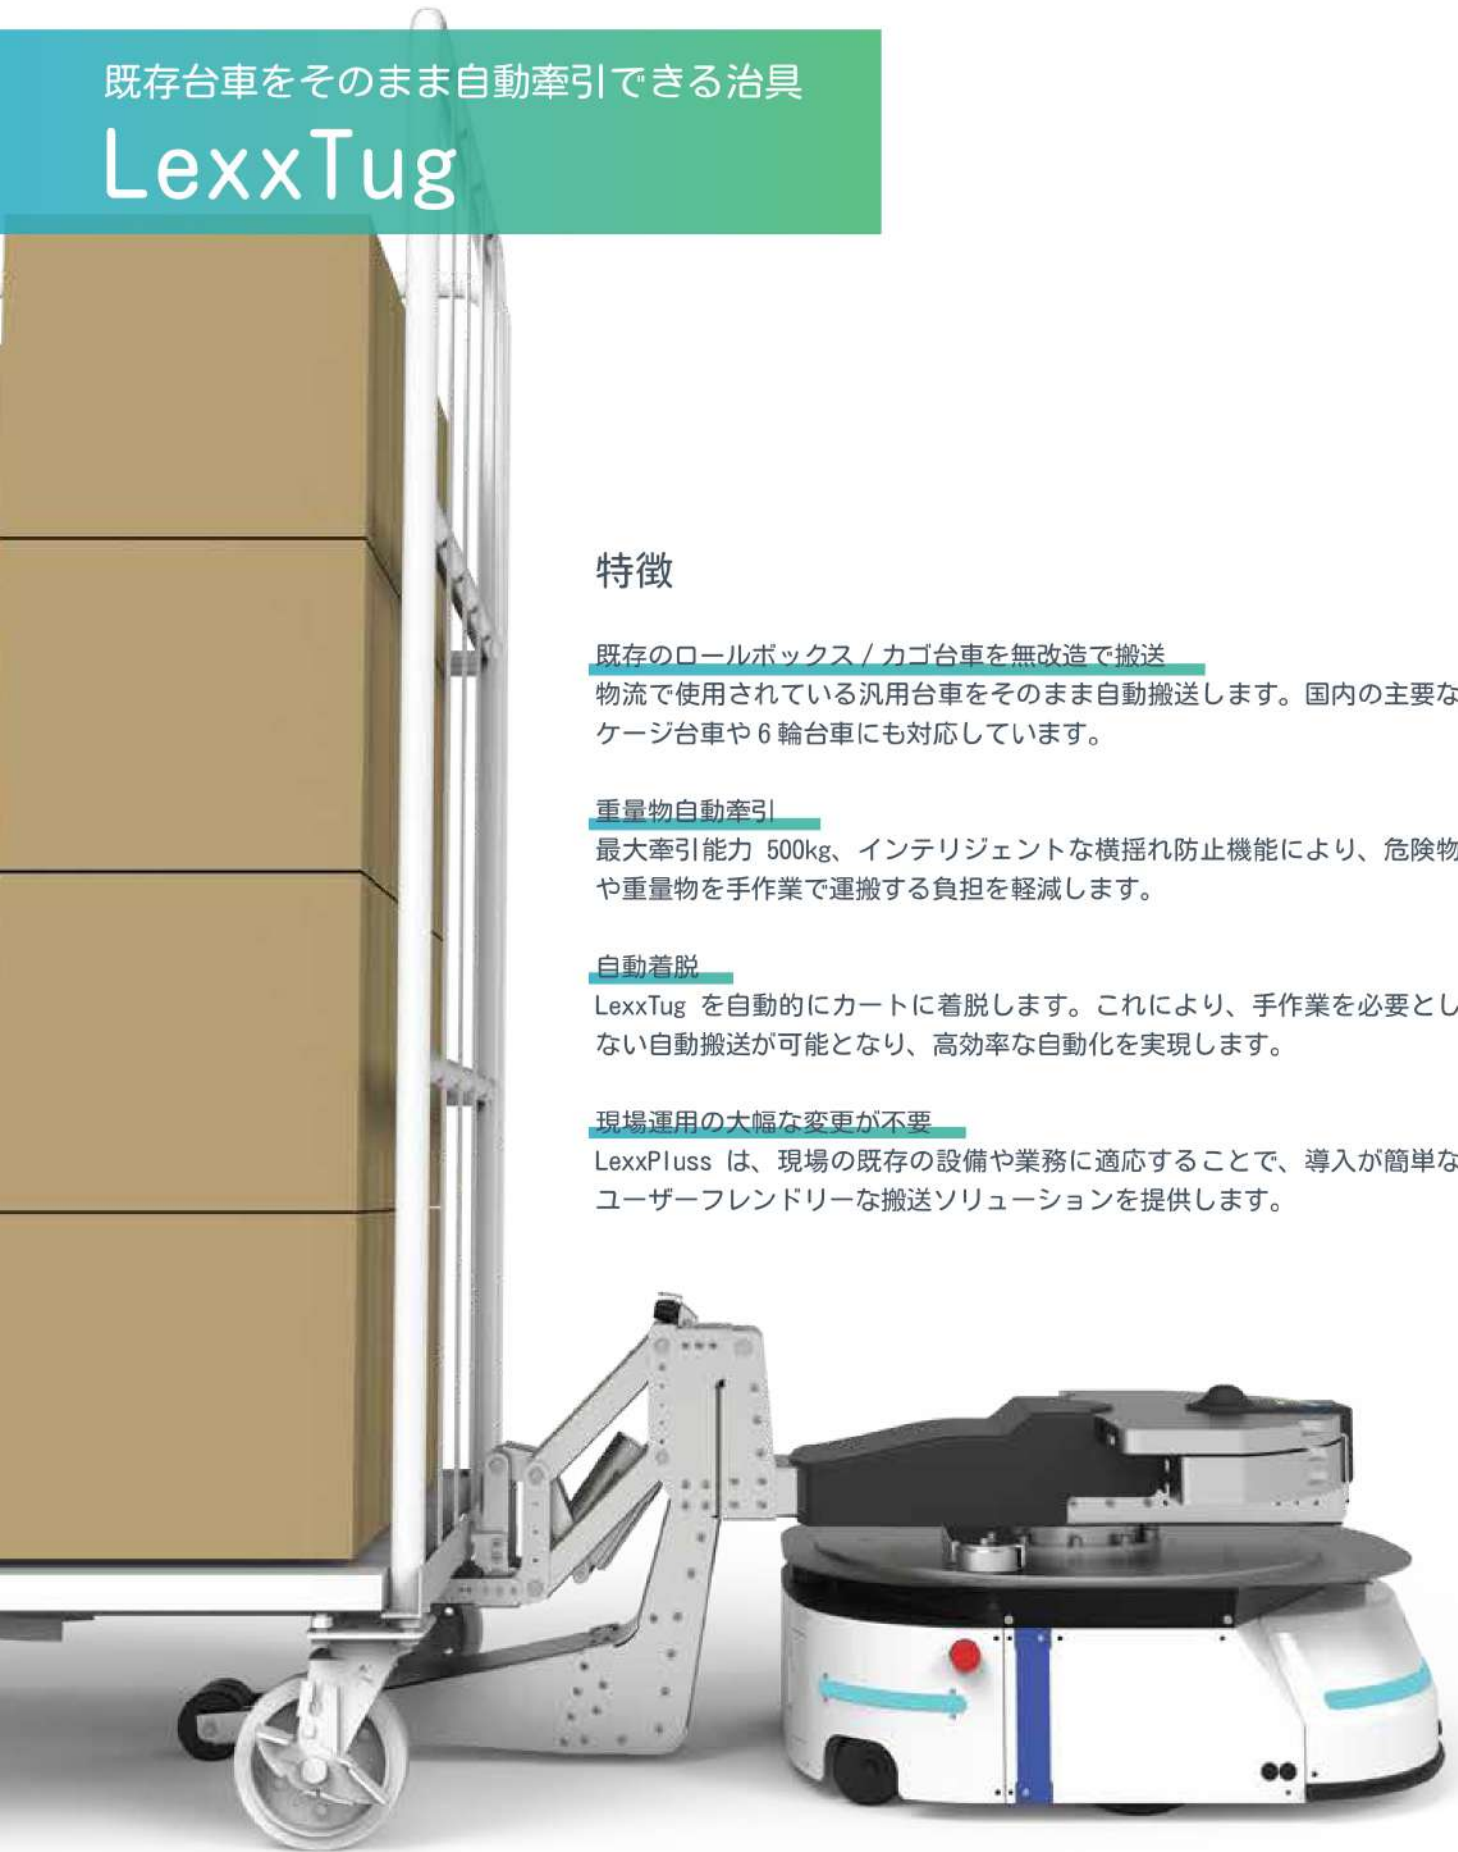 既存台車をそのまま自動牽引できる治具
LexxTug
特徴
既存のロールボックス / カゴ台車を無改造で搬送
物流で使用されている汎用台車をそのまま自動搬送します。国内の主要な
ケージ台車や6輪台車にも対応しています。
重量物自動牽引
最大牽引能力 500kg、インテリジェントな横揺れ防止機能により、危険物
や重量物を手作業で運搬する負担を軽減します。
自動着脱
LexxTug を自動的にカートに着脱します。これにより、手作業を必要とし
ない自動搬送が可能となり、高効率な自動化を実現します。
現場運用の大幅な変更が不要
LexxPluss は、現場の既存の設備や業務に適応することで、導入が簡単な
ユーザーフレンドリーな搬送ソリューションを提供します。